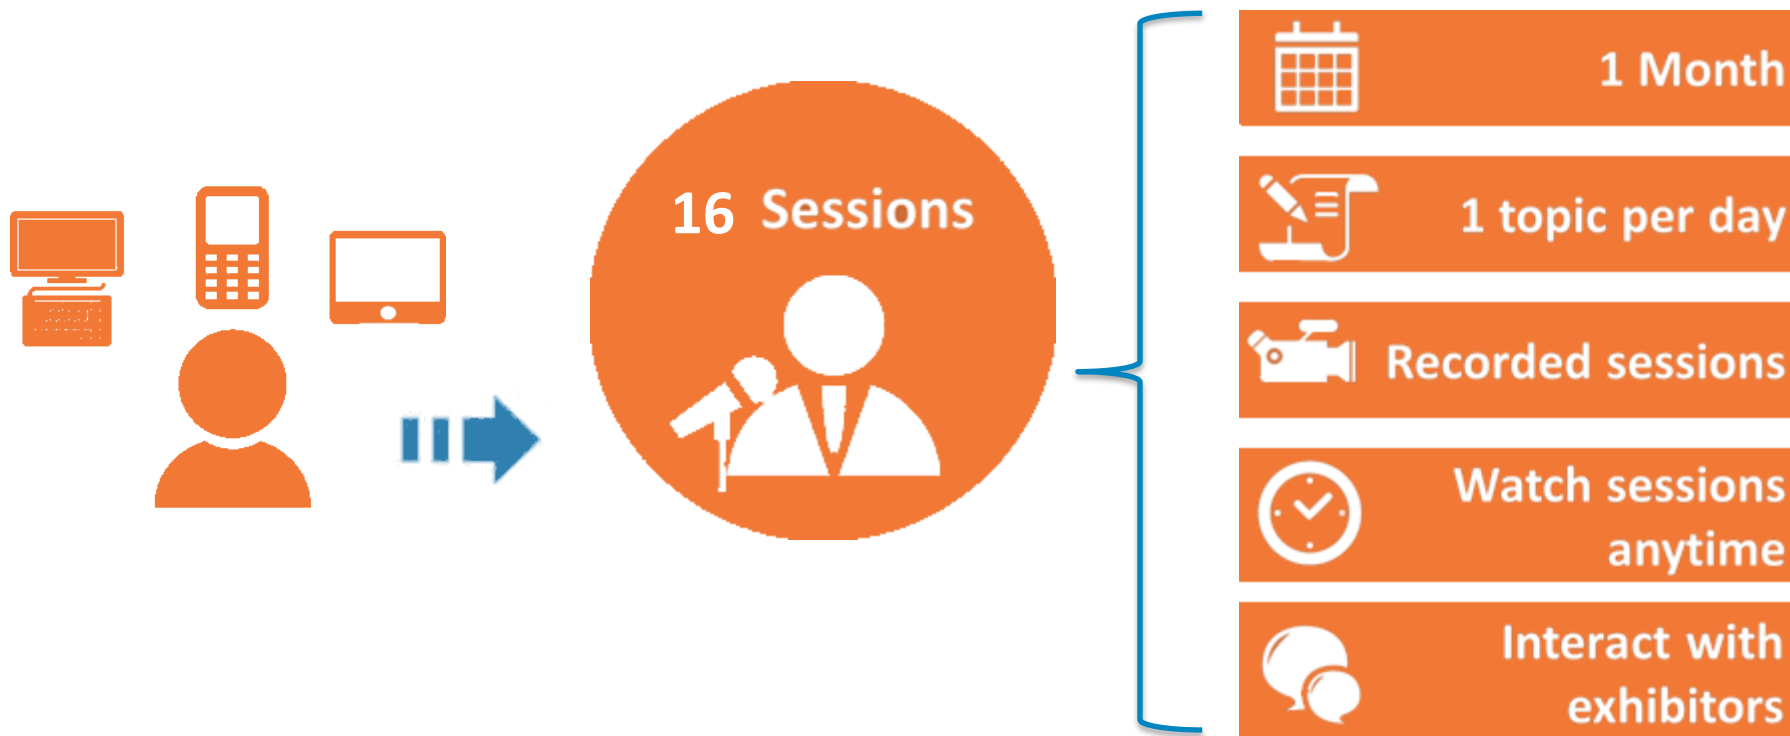 16 Sessions
1 Month
1 topic per day
Recorded sessions
Watch sessions
anytime
Interact with
exhibitors